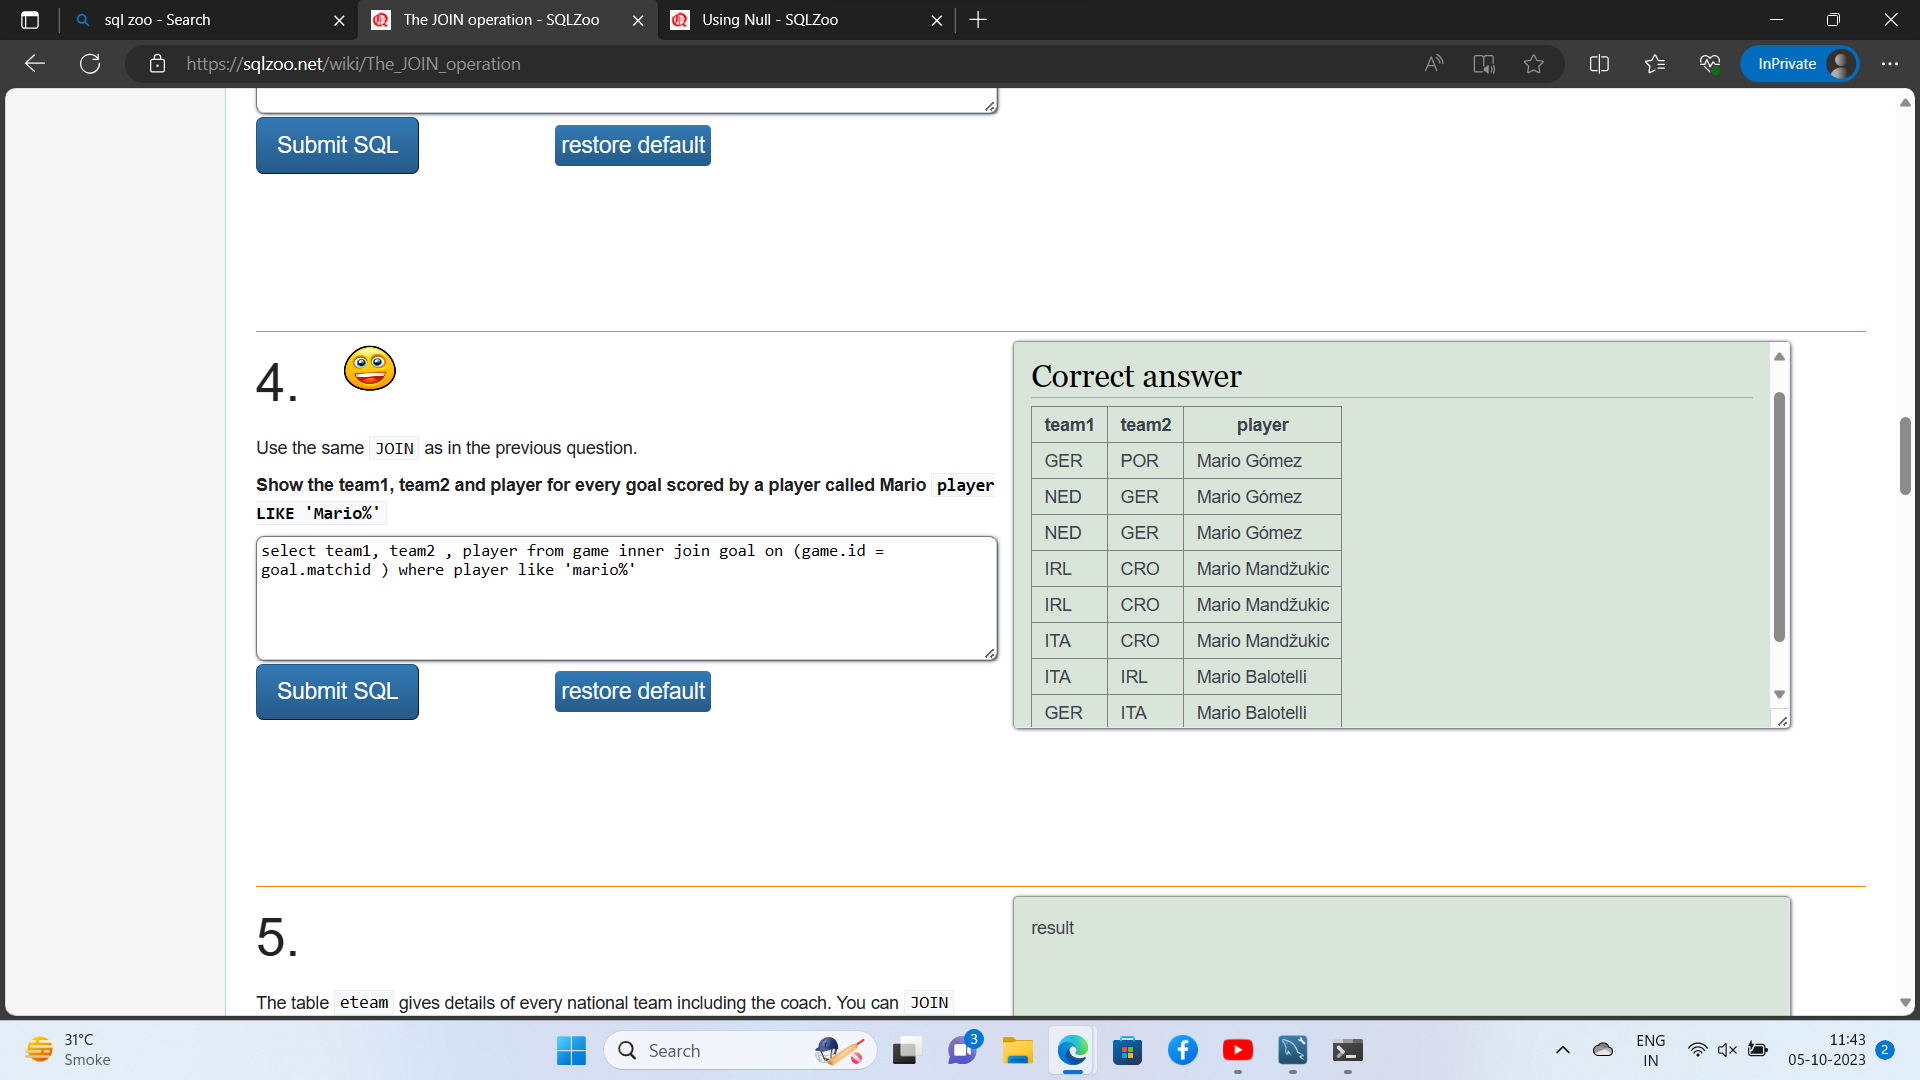 sql zoo - Search
The JOIN operation - SQLZoo
Using Null - SQLZoo
https://sqlzoo.net/wiki/The_JOIN_operation
InPrivate
Submit SQL
restore default
4.
Use the same JOIN as in the previous question.
Show the team1, team2 and player for every goal scored by a player called Mario player
LIKE 'Mario%'
select team1, team2 , player from game inner join goal on (game.id =
goal.matchid ) where player like 'mario%'
Submit SQL
restore default
Correct answer
team1 team2 player
GER POR Mario Gómez
NED GER Mario Gómez
NED GER Mario Gómez
IRL CRO Mario Mandžukic
IRL CRO Mario Mandžukic
ITA CRO Mario Mandžukic
ITA IRL Mario Balotelli
GER ITA Mario Balotelli
5.
The table eteam gives details of every national team including the coach. You can JOIN
result
31°C
Smoke
Search
3
ENG
IN
11:43
05-10-2023
2